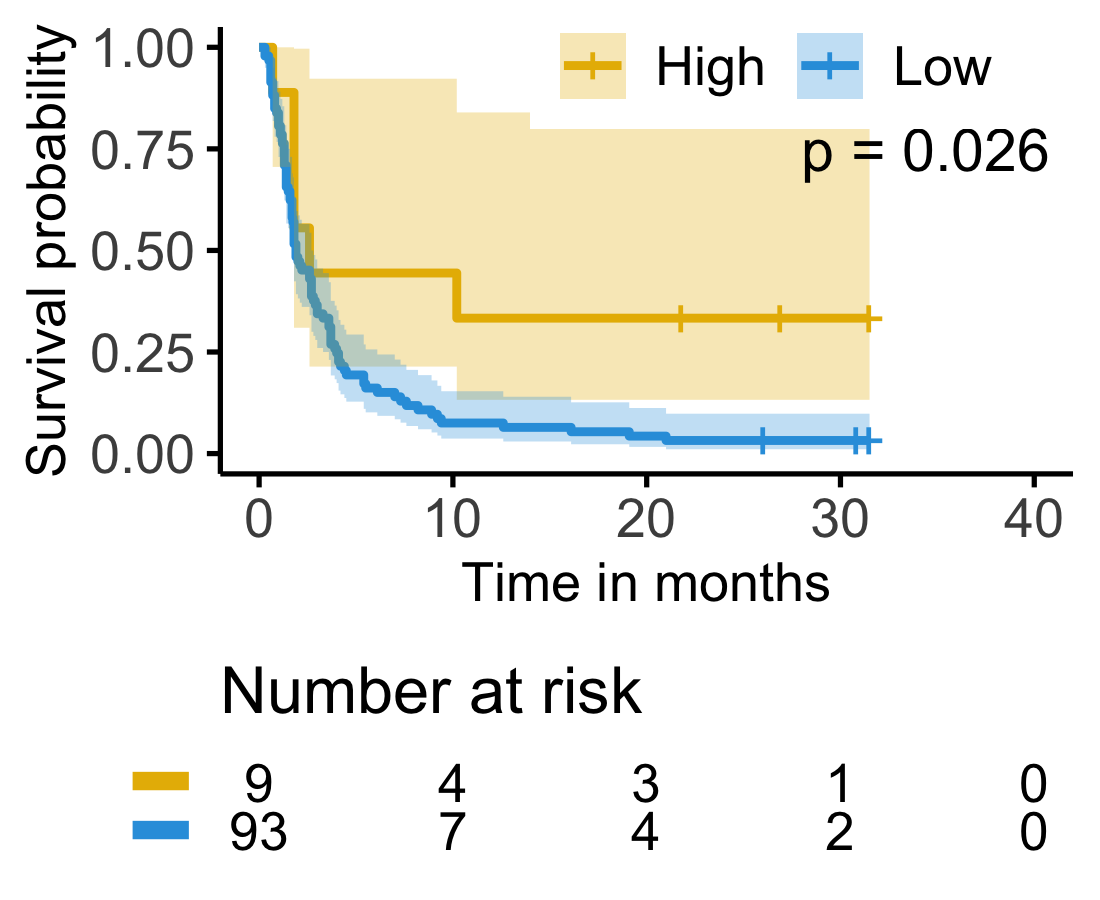 Survival probability
1.00
0.75
0.50
0.25
0.00
High Low
p = 0.026
0 10 20 30 40
Time in months
Number at risk
9 4 3 1 0
93 7 4 2 0